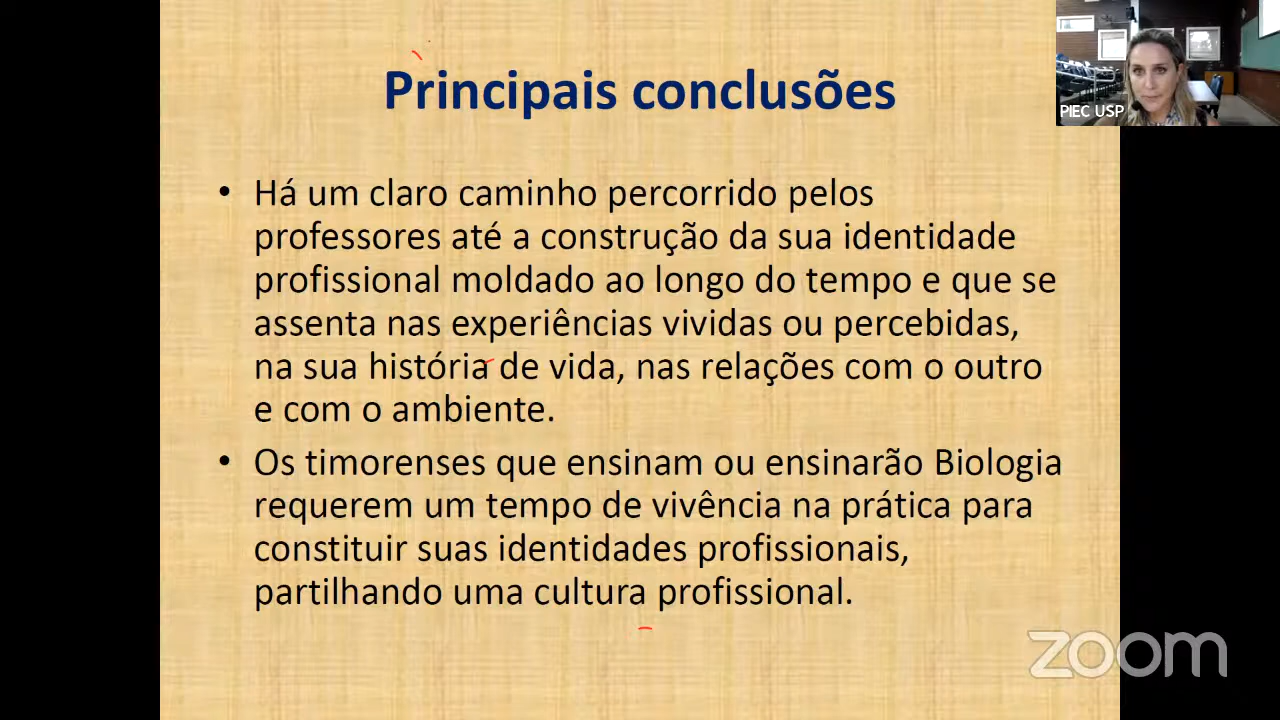 Principais conclusões
PIEC USP
• Há um claro caminho percorrido pelos
professores até a construção da sua identidade
profissional moldado ao longo do tempo e que se
assenta nas experiências vividas ou percebidas,
na sua história de vida, nas relações com o outro
e com o ambiente.
• Os timorenses que ensinam ou ensinarão Biologia
requerem um tempo de vivência na prática para
constituir suas identidades profissionais,
partilhando uma cultura profissional.
zoom